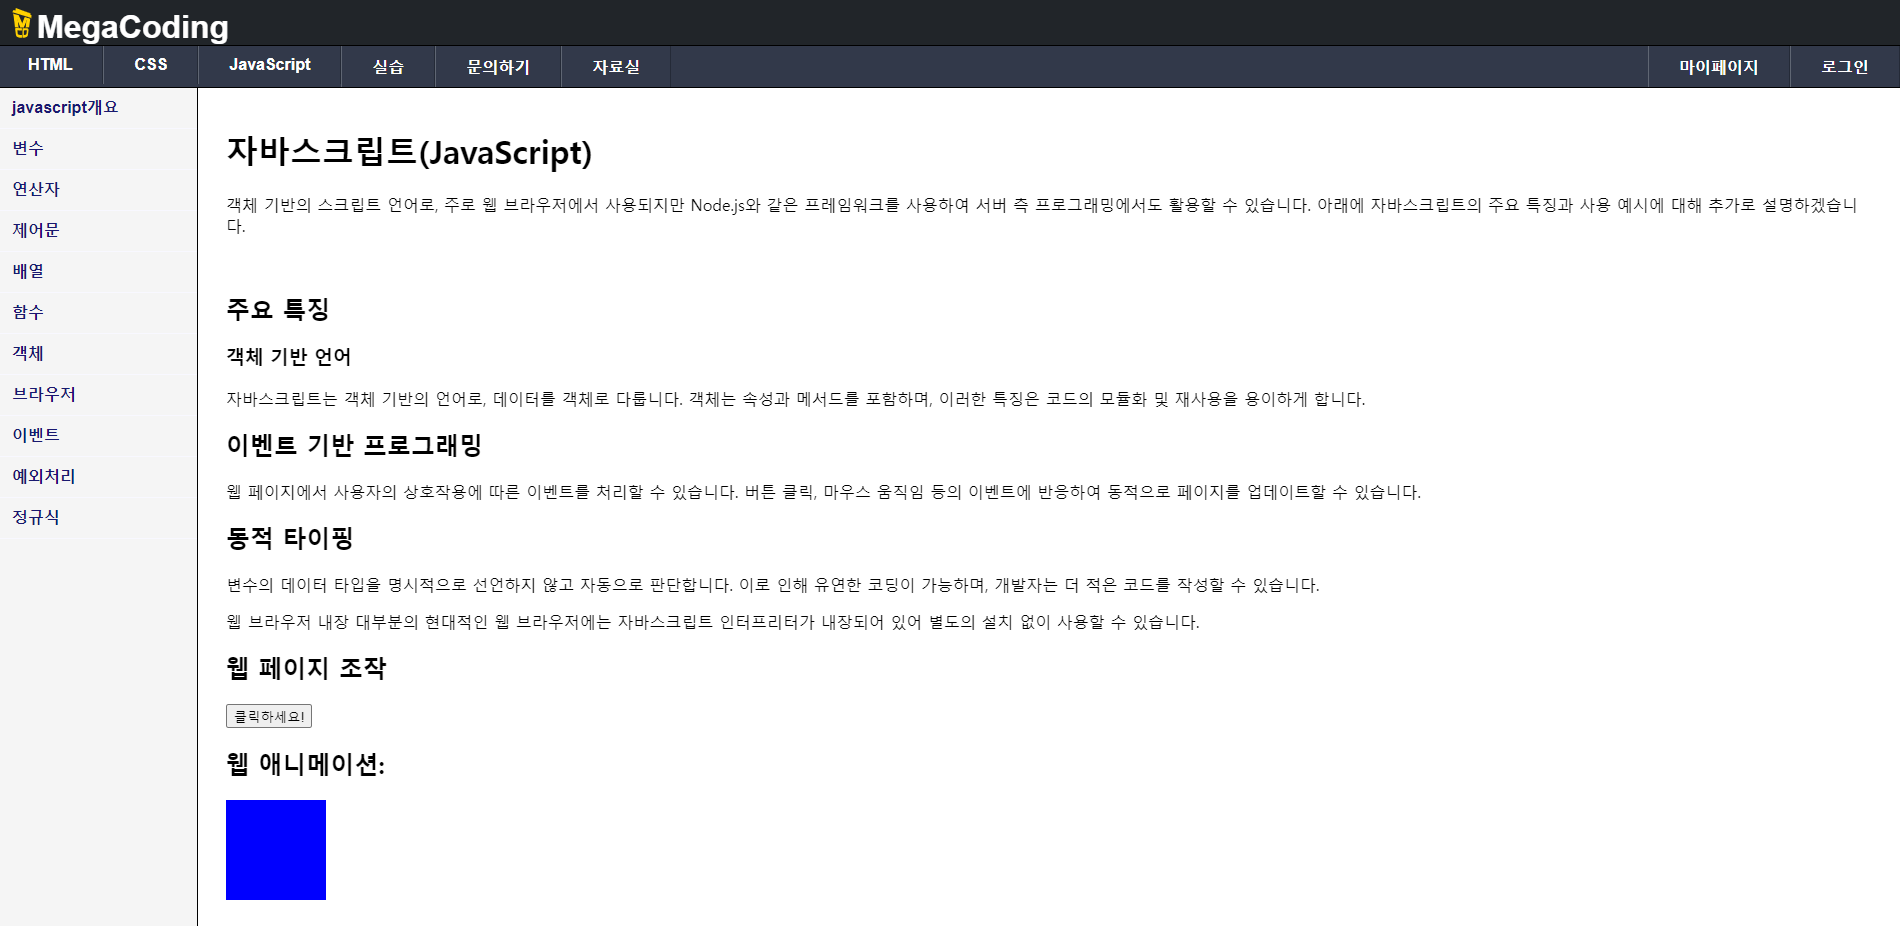 MegaCoding
HTML CSS JavaScript 실습 문의하기 자료실 마이페이지 로그인
javascript개요
변수
연산자
제어문
배열
함수
객체
브라우저
이벤트
예외처리
정규식
자바스크립트(JavaScript)
객체 기반의 스크립트 언어로, 주로 웹 브라우저에서 사용되지만 Node.js와 같은 프레임워크를 사용하여 서버 측 프로그래밍에서도 활용할 수 있습니다. 아래에 자바스크립트의 주요 특징과 사용 예시에 대해 추가로 설명하겠습니
다.
주요 특징
객체 기반 언어
자바스크립트는 객체 기반의 언어로, 데이터를 객체로 다룹니다. 객체는 속성과 메서드를 포함하며, 이러한 특징은 코드의 모듈화 및 재사용을 용이하게 합니다.
이벤트 기반 프로그래밍
웹 페이지에서 사용자의 상호작용에 따른 이벤트를 처리할 수 있습니다. 버튼 클릭, 마우스 움직임 등의 이벤트에 반응하여 동적으로 페이지를 업데이트할 수 있습니다.
동적 타이핑
변수의 데이터 타입을 명시적으로 선언하지 않고 자동으로 판단합니다. 이로 인해 유연한 코딩이 가능하며, 개발자는 더 적은 코드를 작성할 수 있습니다.
웹 브라우저 내장 대부분의 현대적인 웹 브라우저에는 자바스크립트 인터프리터가 내장되어 있어 별도의 설치 없이 사용할 수 있습니다.
웹 페이지 조작
클릭하세요!
웹 애니메이션: